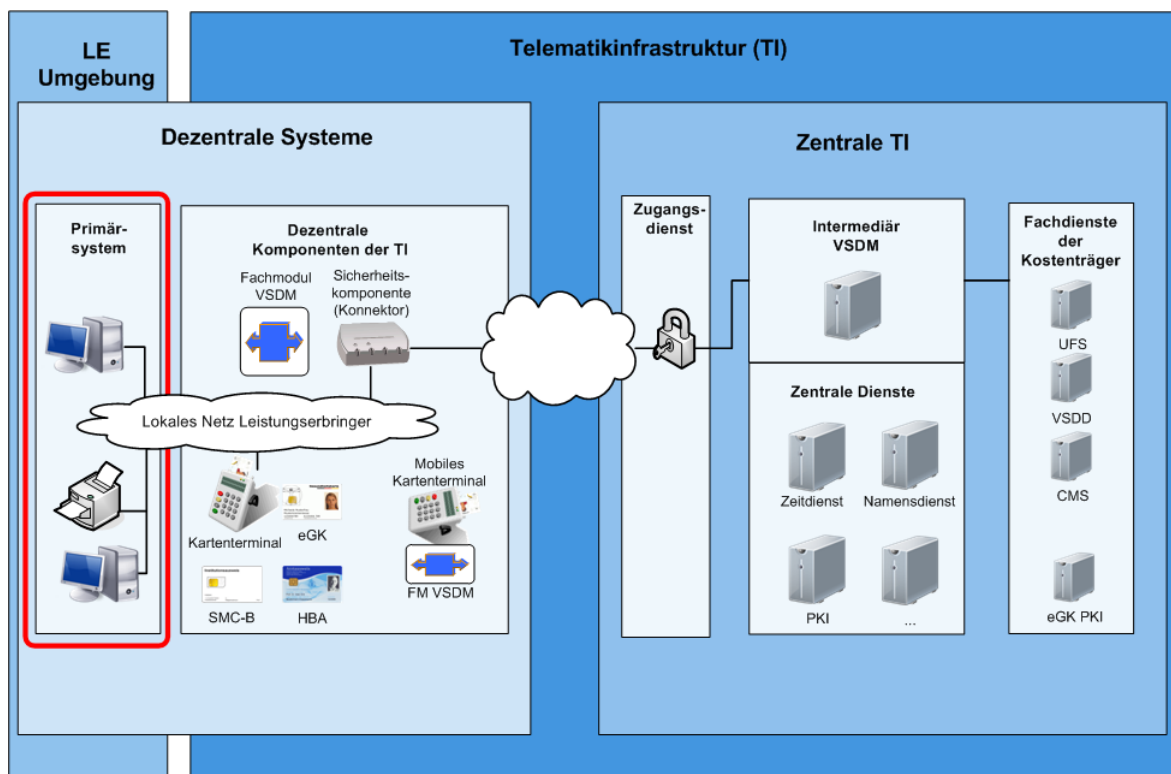 LE
Umgebung
Telematikinfrastruktur (TI)
Dezentrale Systeme
Primär-
system
Dezentrale
Komponenten der TI
Fachmodul
VSDM
Sicherheits-
komponente
(Konnektor)
Lokales Netz Leistungserbringer
Kartenterminal
eGK
Mobiles
Kartenterminal
FM VSDM
SMC-B
HBA
Zentrale TI
Zugangs-
dienst
Intermediär
VSDM
Zentrale Dienste
Zeitdienst
Namensdienst
PKI
...
Fachdienste
der
Kostenträger
UFS
VSDD
CMS
eGK PKI